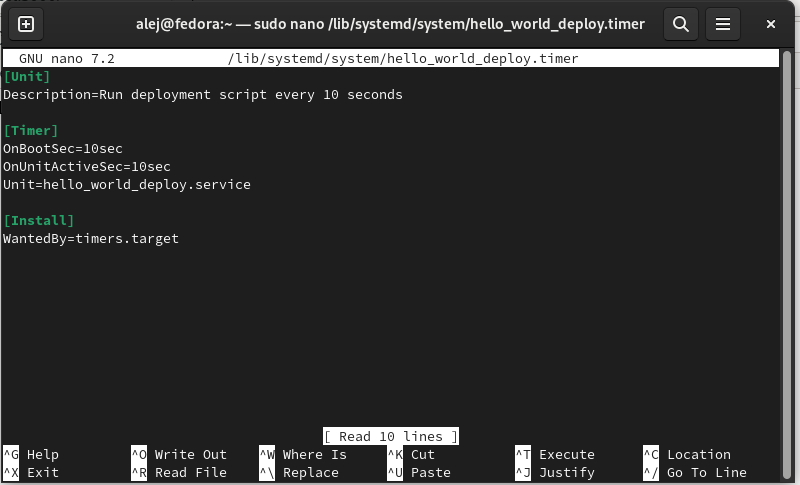 alej@fedora:~ — sudo nano /lib/systemd/system/hello_world_deploy.timer
GNU nano 7.2 /lib/systemd/system/hello_world_deploy.timer
[Unit]
Description=Run deployment script every 10 seconds
[Timer]
OnBootSec=10sec
OnUnitActiveSec=10sec
Unit=hello_world_deploy.service
[Install]
WantedBy=timers.target
[ Read 10 lines ]
^G Help ^O Write Out ^W Where Is ^K Cut ^T Execute ^C Location
^X Exit ^R Read File ^\ Replace ^U Paste ^J Justify ^/ Go To Line